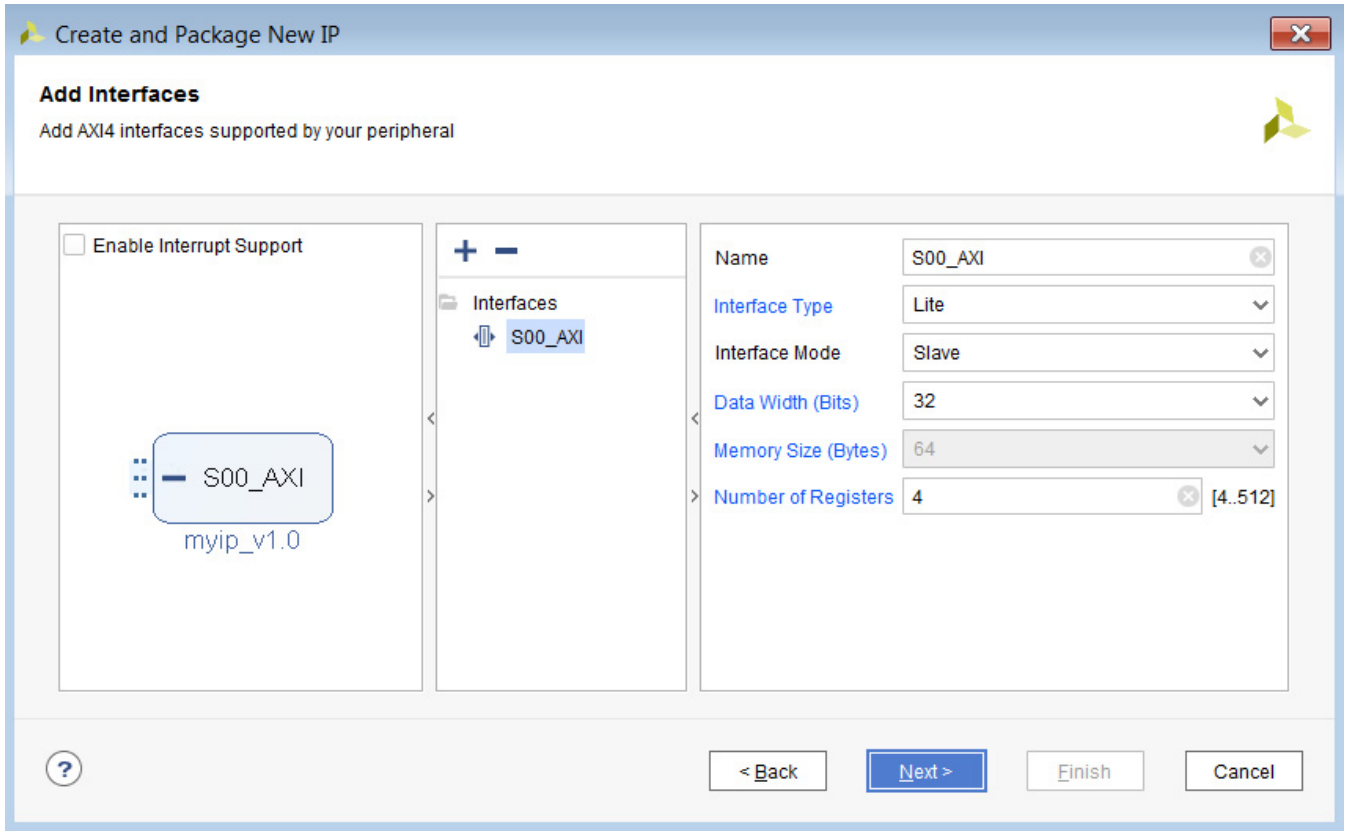 Create and Package New IP
Add Interfaces
Add AXI4 interfaces supported by your peripheral
Enable Interrupt Support
S00_AXI
myip_v1.0
Interfaces
S00_AXI
Name S00_AXI
Interface Type Lite
Interface Mode Slave
Data Width (Bits) 32
Memory Size (Bytes) 64
Number of Registers 4 [4..512]
? < Back Next > Finish Cancel